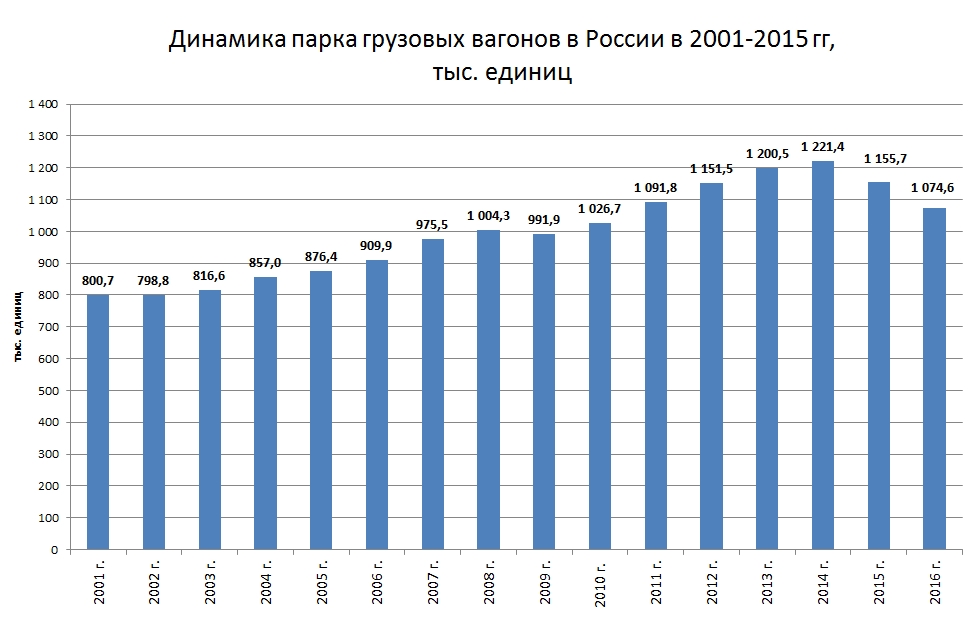 Динамика парка грузовых вагонов в России в 2001-2015 гг,
тыс. единиц
тыс. единиц
1 400
1 300
1 200
1 100
1 000
900
800
700
600
500
400
300
200
100
0
800,7
798,8
816,6
857,0
876,4
909,9
975,5
1 004,3
991,9
1 026,7
1 091,8
1 151,5
1 200,5
1 221,4
1 155,7
1 074,6
2001 г.
2002 г.
2003 г.
2004 г.
2005 г.
2006 г.
2007 г.
2008 г.
2009 г.
2010 г.
2011 г.
2012 г.
2013 г.
2014 г.
2015 г.
2016 г.